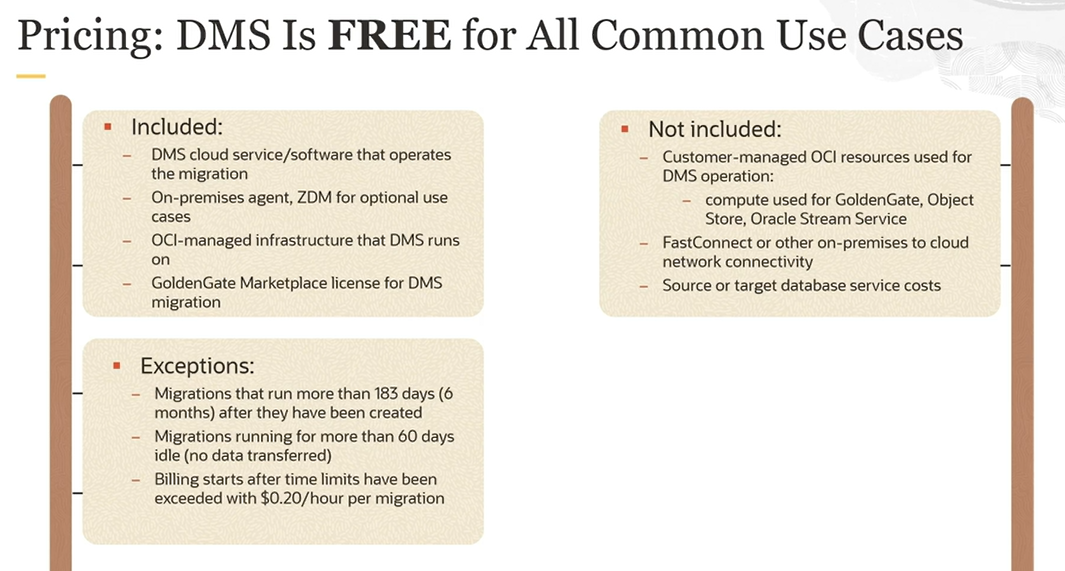 Pricing: DMS Is FREE for All Common Use Cases
▪ Included:
– DMS cloud service/software that operates
the migration
– On-premises agent, ZDM for optional use
cases
– OCI-managed infrastructure that DMS runs
on
– GoldenGate Marketplace license for DMS
migration
▪ Exceptions:
– Migrations that run more than 183 days (6
months) after they have been created
– Migrations running for more than 60 days
idle (no data transferred)
– Billing starts after time limits have been
exceeded with $0.20/hour per migration
▪ Not included:
– Customer-managed OCI resources used for
DMS operation:
– compute used for GoldenGate, Object
Store, Oracle Stream Service
– FastConnect or other on-premises to cloud
network connectivity
– Source or target database service costs